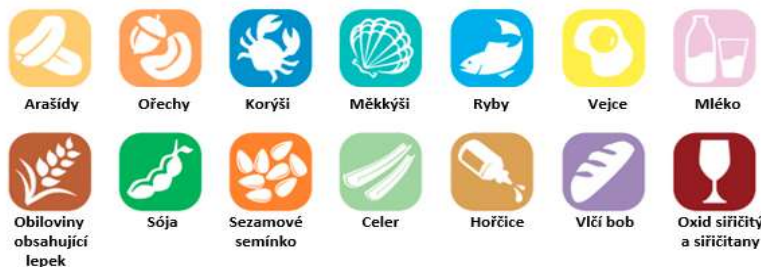 Arašídy Ořechy Korýši Měkkýši Ryby Vejce Mléko
Obiloviny obsahující lepek
Sója
Sezamové semínko
Celer
Hořčice
Vlčí bob
Oxid siřičitý a siřičitany